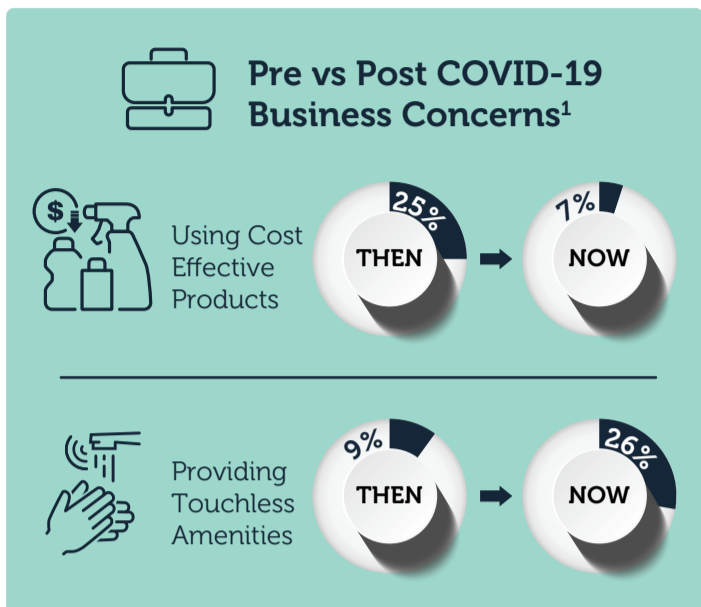 Pre vs Post COVID-19
Business Concerns¹
$
Using Cost
Effective
Products
25%
THEN
7%
NOW
Providing
Touchless
Amenities
9%
THEN
26%
NOW